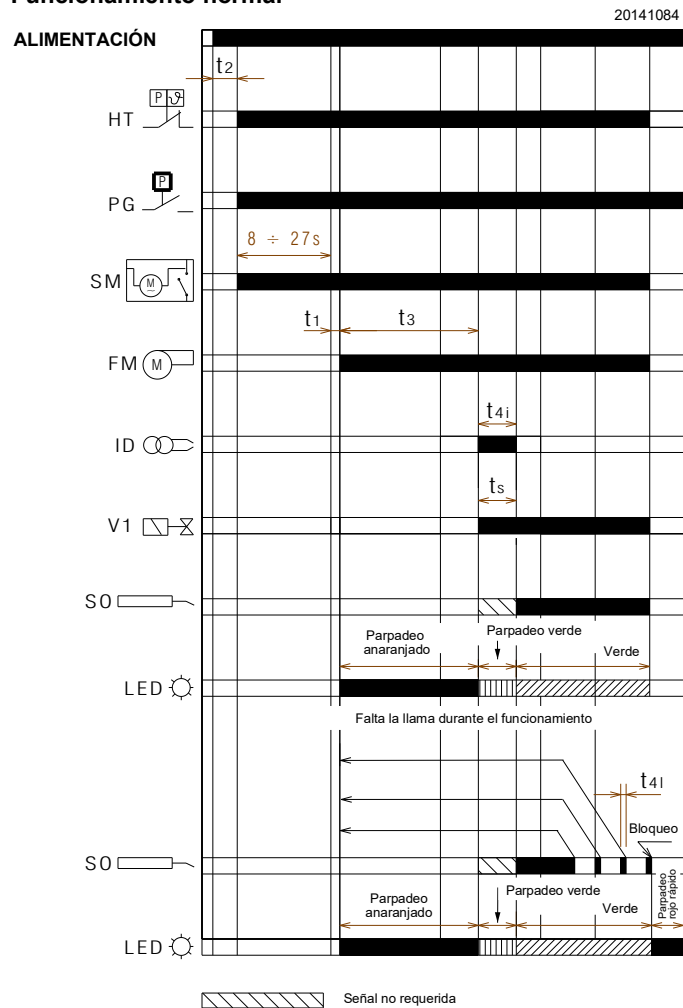 Funcionamiento normal
20141084
ALIMENTACIÓN
t2
P ϑ
HT
P
PG
8 ÷ 27s
SM
M
t1
t3
FM
M
t4i
ID
ts
V1
SO
Parpadeo
anaranjado
Parpadeo verde
Verde
LED
Falta la llama durante el funcionamiento
t4l
Bloqueo
SO
Parpadeo
anaranjado
Parpadeo verde
Verde
Parpadeo
rojo rápido
LED
Señal no requerida